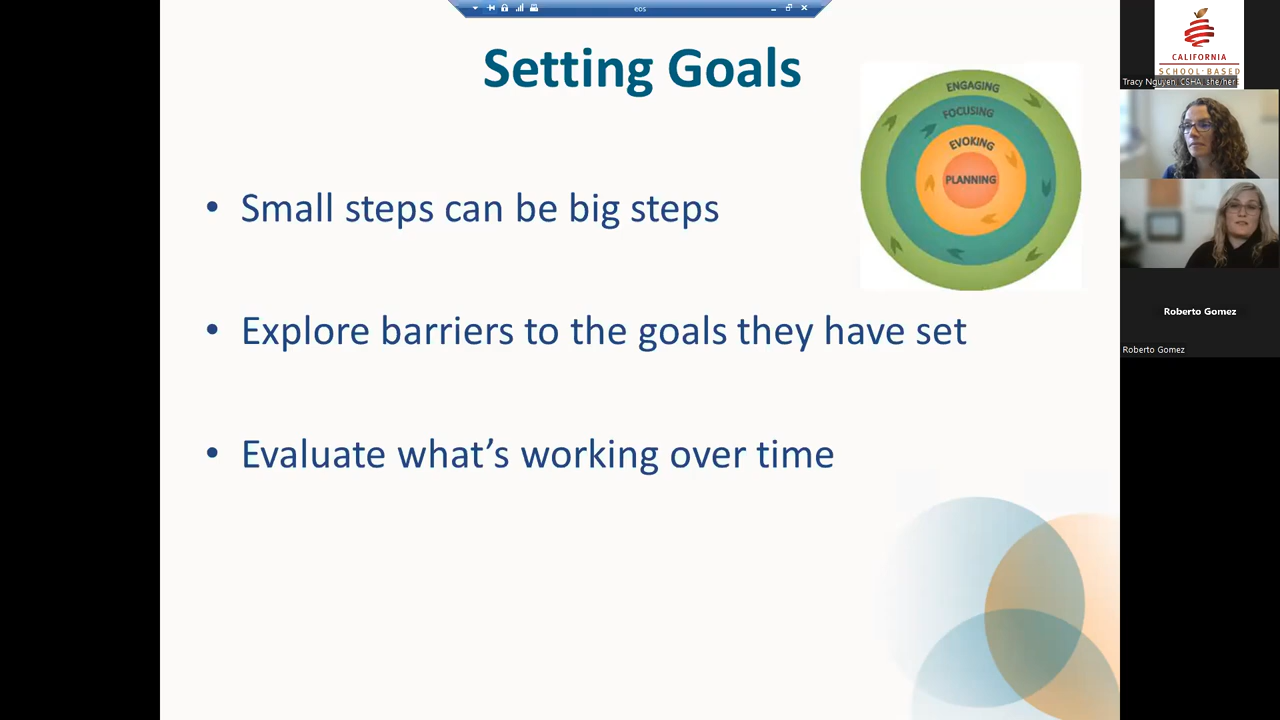 eos
Setting Goals
ENGAGING
FOCUSING
EVOKING
PLANNING
• Small steps can be big steps
• Explore barriers to the goals they have set
• Evaluate what's working over time
CALIFORNIA
SCHOOL-BASED
Tracy Nguyen, CSHA, she/her
Roberto Gomez
Roberto Gomez